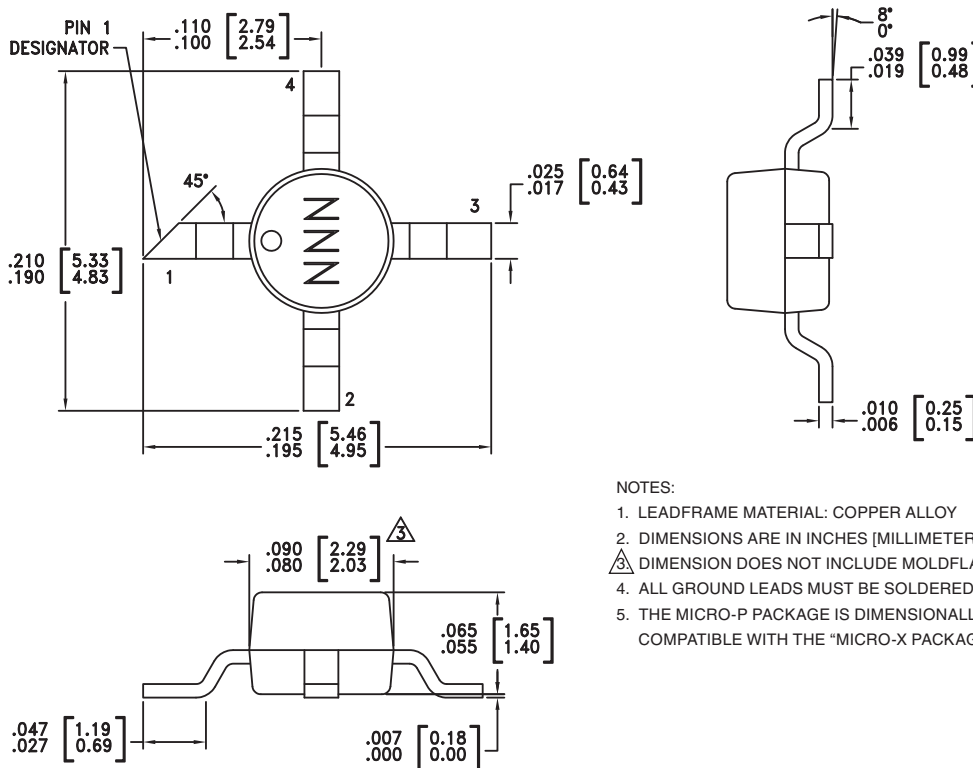 PIN 1
DESIGNATOR
.110 [2.79]
.100 [2.54]
4
45°
NNN
3
1
2
.025 [0.64]
.017 [0.43]
.210 [5.33]
.190 [4.83]
.215 [5.46]
.195 [4.95]
8°
0°
.039 [0.99]
.019 [0.48]
.010 [0.25]
.006 [0.15]
.090 [2.29]
.080 [2.03]
3
.065 [1.65]
.055 [1.40]
.047 [1.19]
.027 [0.69]
.007 [0.18]
.000 [0.00]
NOTES:
1. LEADFRAME MATERIAL: COPPER ALLOY
2. DIMENSIONS ARE IN INCHES [MILLIMETER
3. DIMENSION DOES NOT INCLUDE MOLDFLA
4. ALL GROUND LEADS MUST BE SOLDERED
5. THE MICRO-P PACKAGE IS DIMENSIONALL
COMPATIBLE WITH THE “MICRO-X PACKAG